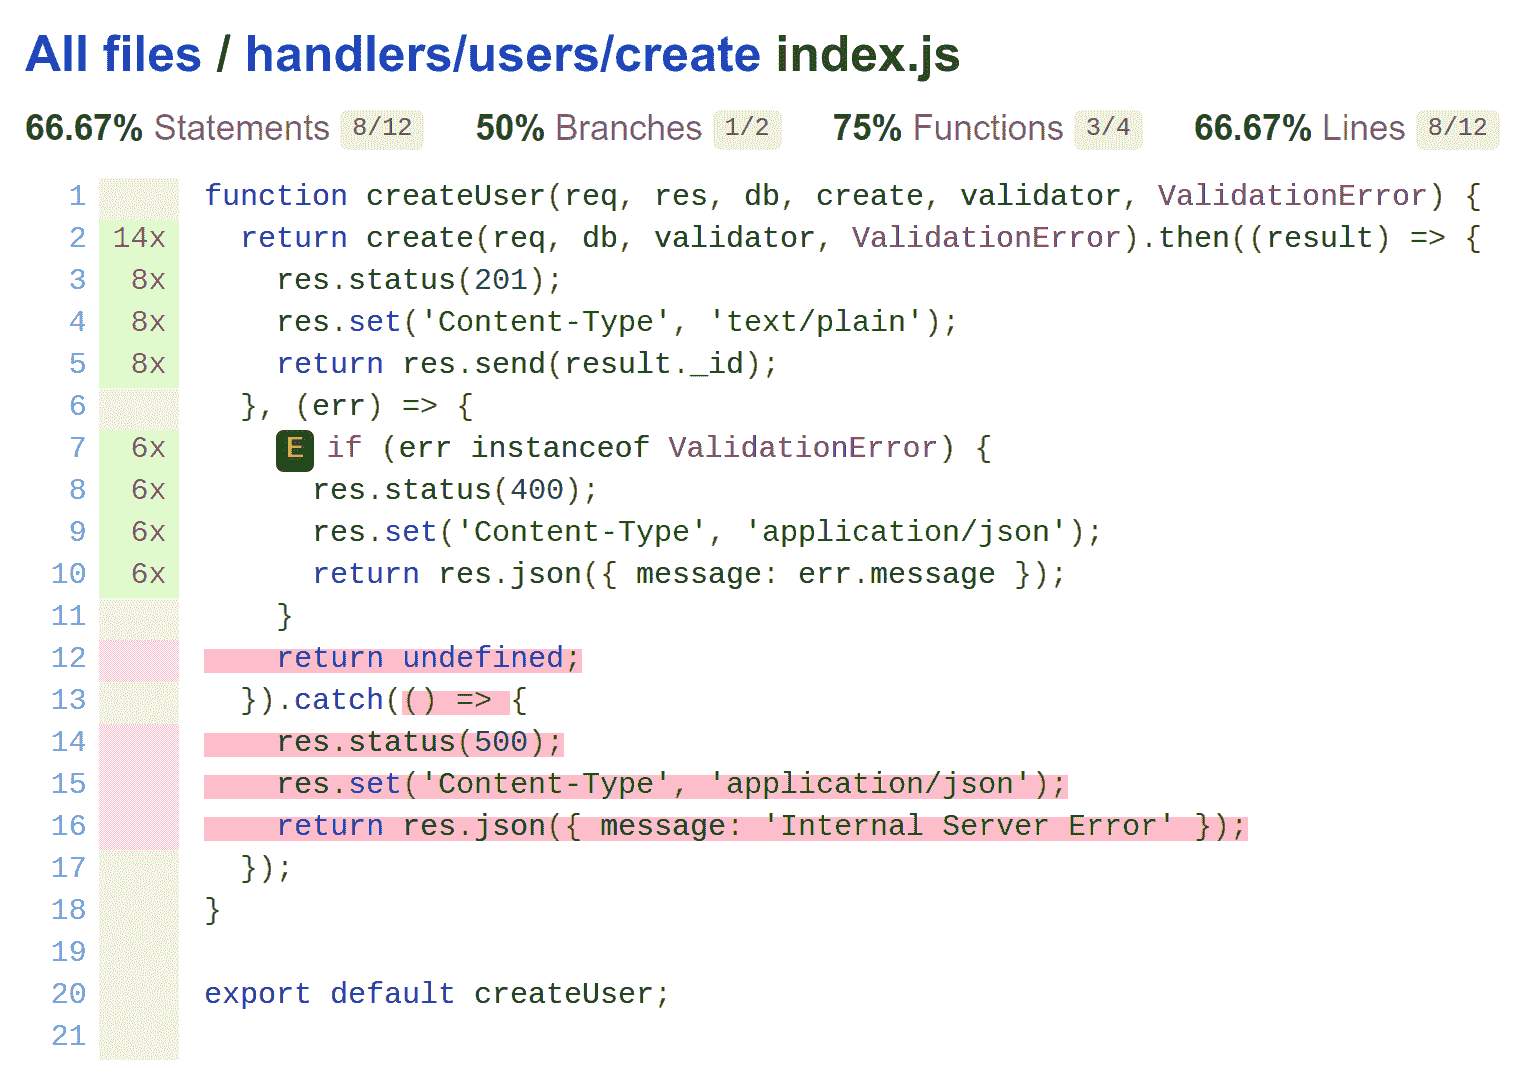 All files / handlers/users/create index.js
66.67% Statements 8/12 50% Branches 1/2 75% Functions 3/4 66.67% Lines 8/12
1 function createUser(req, res, db, create, validator, ValidationError) {
2 14x   return create(req, db, validator, ValidationError).then((result) => {
3 8x     res.status(201);
4 8x     res.set('Content-Type', 'text/plain');
5 8x     return res.send(result._id);
6   }, (err) => {
7 6x     E if (err instanceof ValidationError) {
8 6x       res.status(400);
9 6x       res.set('Content-Type', 'application/json');
10 6x       return res.json({ message: err.message });
11     }
12     return undefined;
13   }).catch(() => {
14     res.status(500);
15     res.set('Content-Type', 'application/json');
16     return res.json({ message: 'Internal Server Error' });
17   });
18 }
19
20 export default createUser;
21